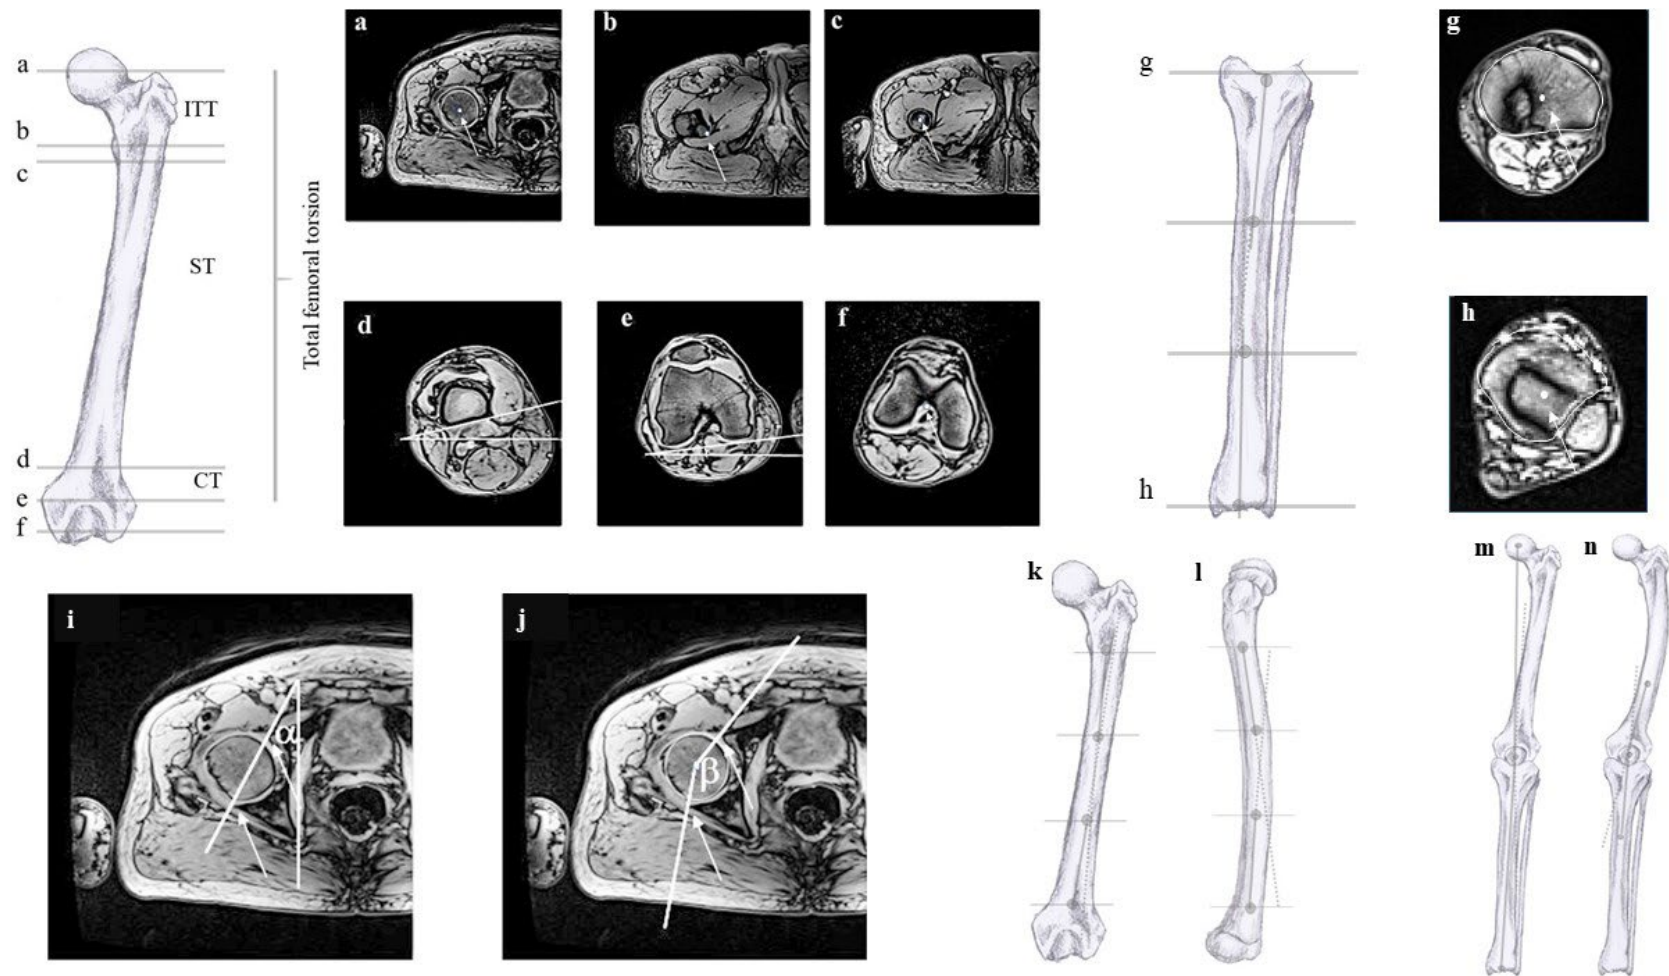 a
ITT
b
c
ST
Total femoral torsion
d
CT
e
f
a
b
c
d
e
f
g
h
g
h
i
α
j
β
k
l
m
n